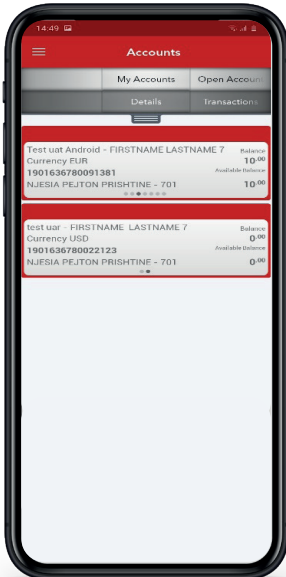 14:49
Accounts
My Accounts Open Accoun
Details Transactions
Test uat Android - FIRSTNAME LASTNAME 7 Balance
Currency EUR 10.00
1901636780091381 Available Balance
NJESIA PEJTON PRISHTINE - 701 10.00
test uar - FIRSTNAME LASTNAME 7 Balance
Currency USD 0.00
1901636780022123 Available Balance
NJESIA PEJTON PRISHTINE - 701 0.00